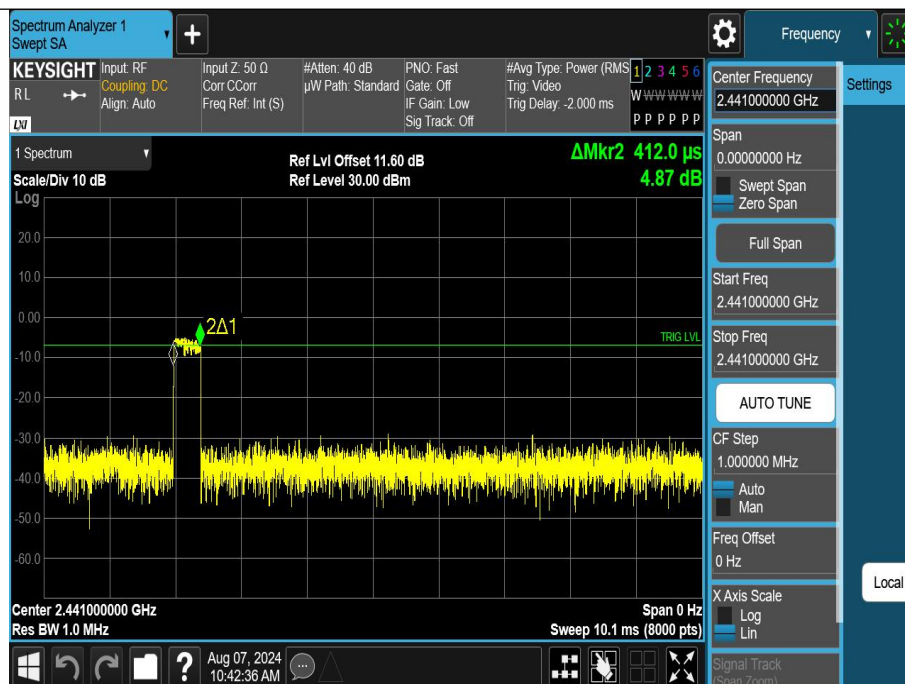 Spectrum Analyzer 1
Swept SA
+
Frequency
KEYSIGHT
RL
LXI
Input: RF
Coupling: DC
Align: Auto
Input Z: 50 Ω
Corr CCorr
Freq Ref: Int (S)
#Atten: 40 dB
µW Path: Standard
PNO: Fast
Gate: Off
IF Gain: Low
Sig Track: Off
#Avg Type: Power (RMS
Trig: Video
Trig Delay: -2.000 ms
1 2 3 4 5 6
W W W W W W
P P P P P P
1 Spectrum
Scale/Div 10 dB
Log
Ref Lvl Offset 11.60 dB
Ref Level 30.00 dBm
ΔMkr2 412.0 µs
4.87 dB
20.0
10.0
0.00
2Δ1
TRIG LVL
-10.0
-20.0
-30.0
-40.0
-50.0
-60.0
Center 2.441000000 GHz
Res BW 1.0 MHz
Span 0 Hz
Sweep 10.1 ms (8000 pts)
?
Aug 07, 2024
10:42:36 AM
Center Frequency
2.441000000 GHz
Span
0.00000000 Hz
Swept Span
Zero Span
Full Span
Start Freq
2.441000000 GHz
Stop Freq
2.441000000 GHz
AUTO TUNE
CF Step
1.000000 MHz
Auto
Man
Freq Offset
0 Hz
X Axis Scale
Log
Lin
Signal Track
(Span Zoom)
Settings
Local